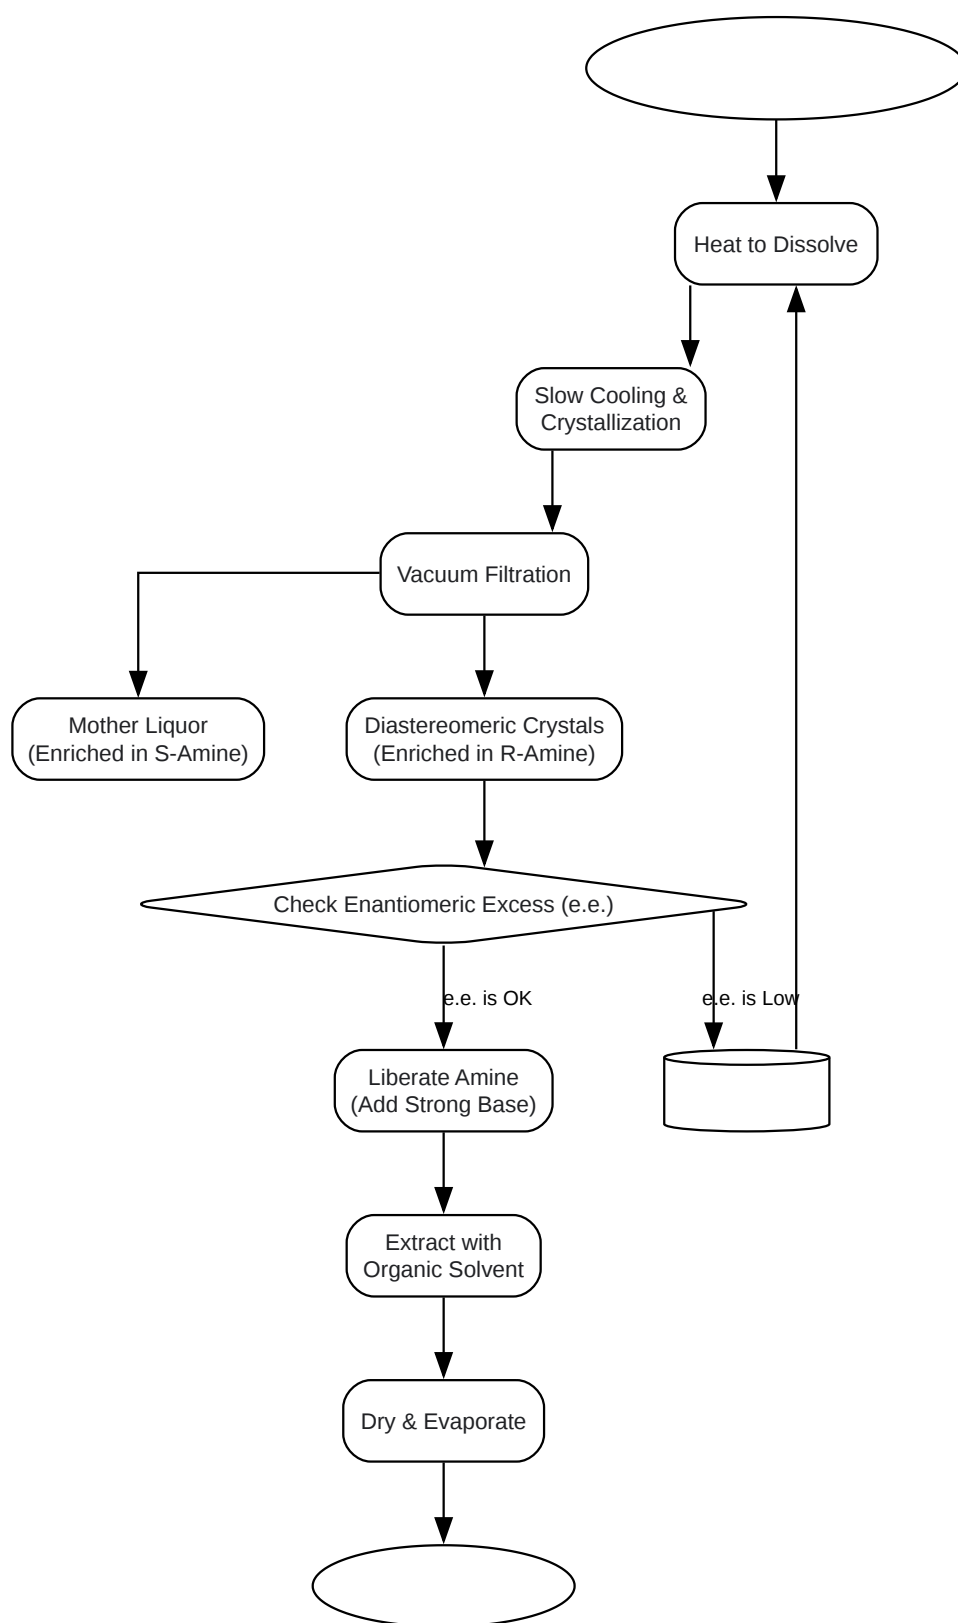 Heat to Dissolve
Slow Cooling &
Crystallization
Vacuum Filtration
Mother Liquor
(Enriched in S-Amine)
Diastereomeric Crystals
(Enriched in R-Amine)
Check Enantiomeric Excess (e.e.)
e.e. is OK
e.e. is Low
Liberate Amine
(Add Strong Base)
Extract with
Organic Solvent
Dry & Evaporate